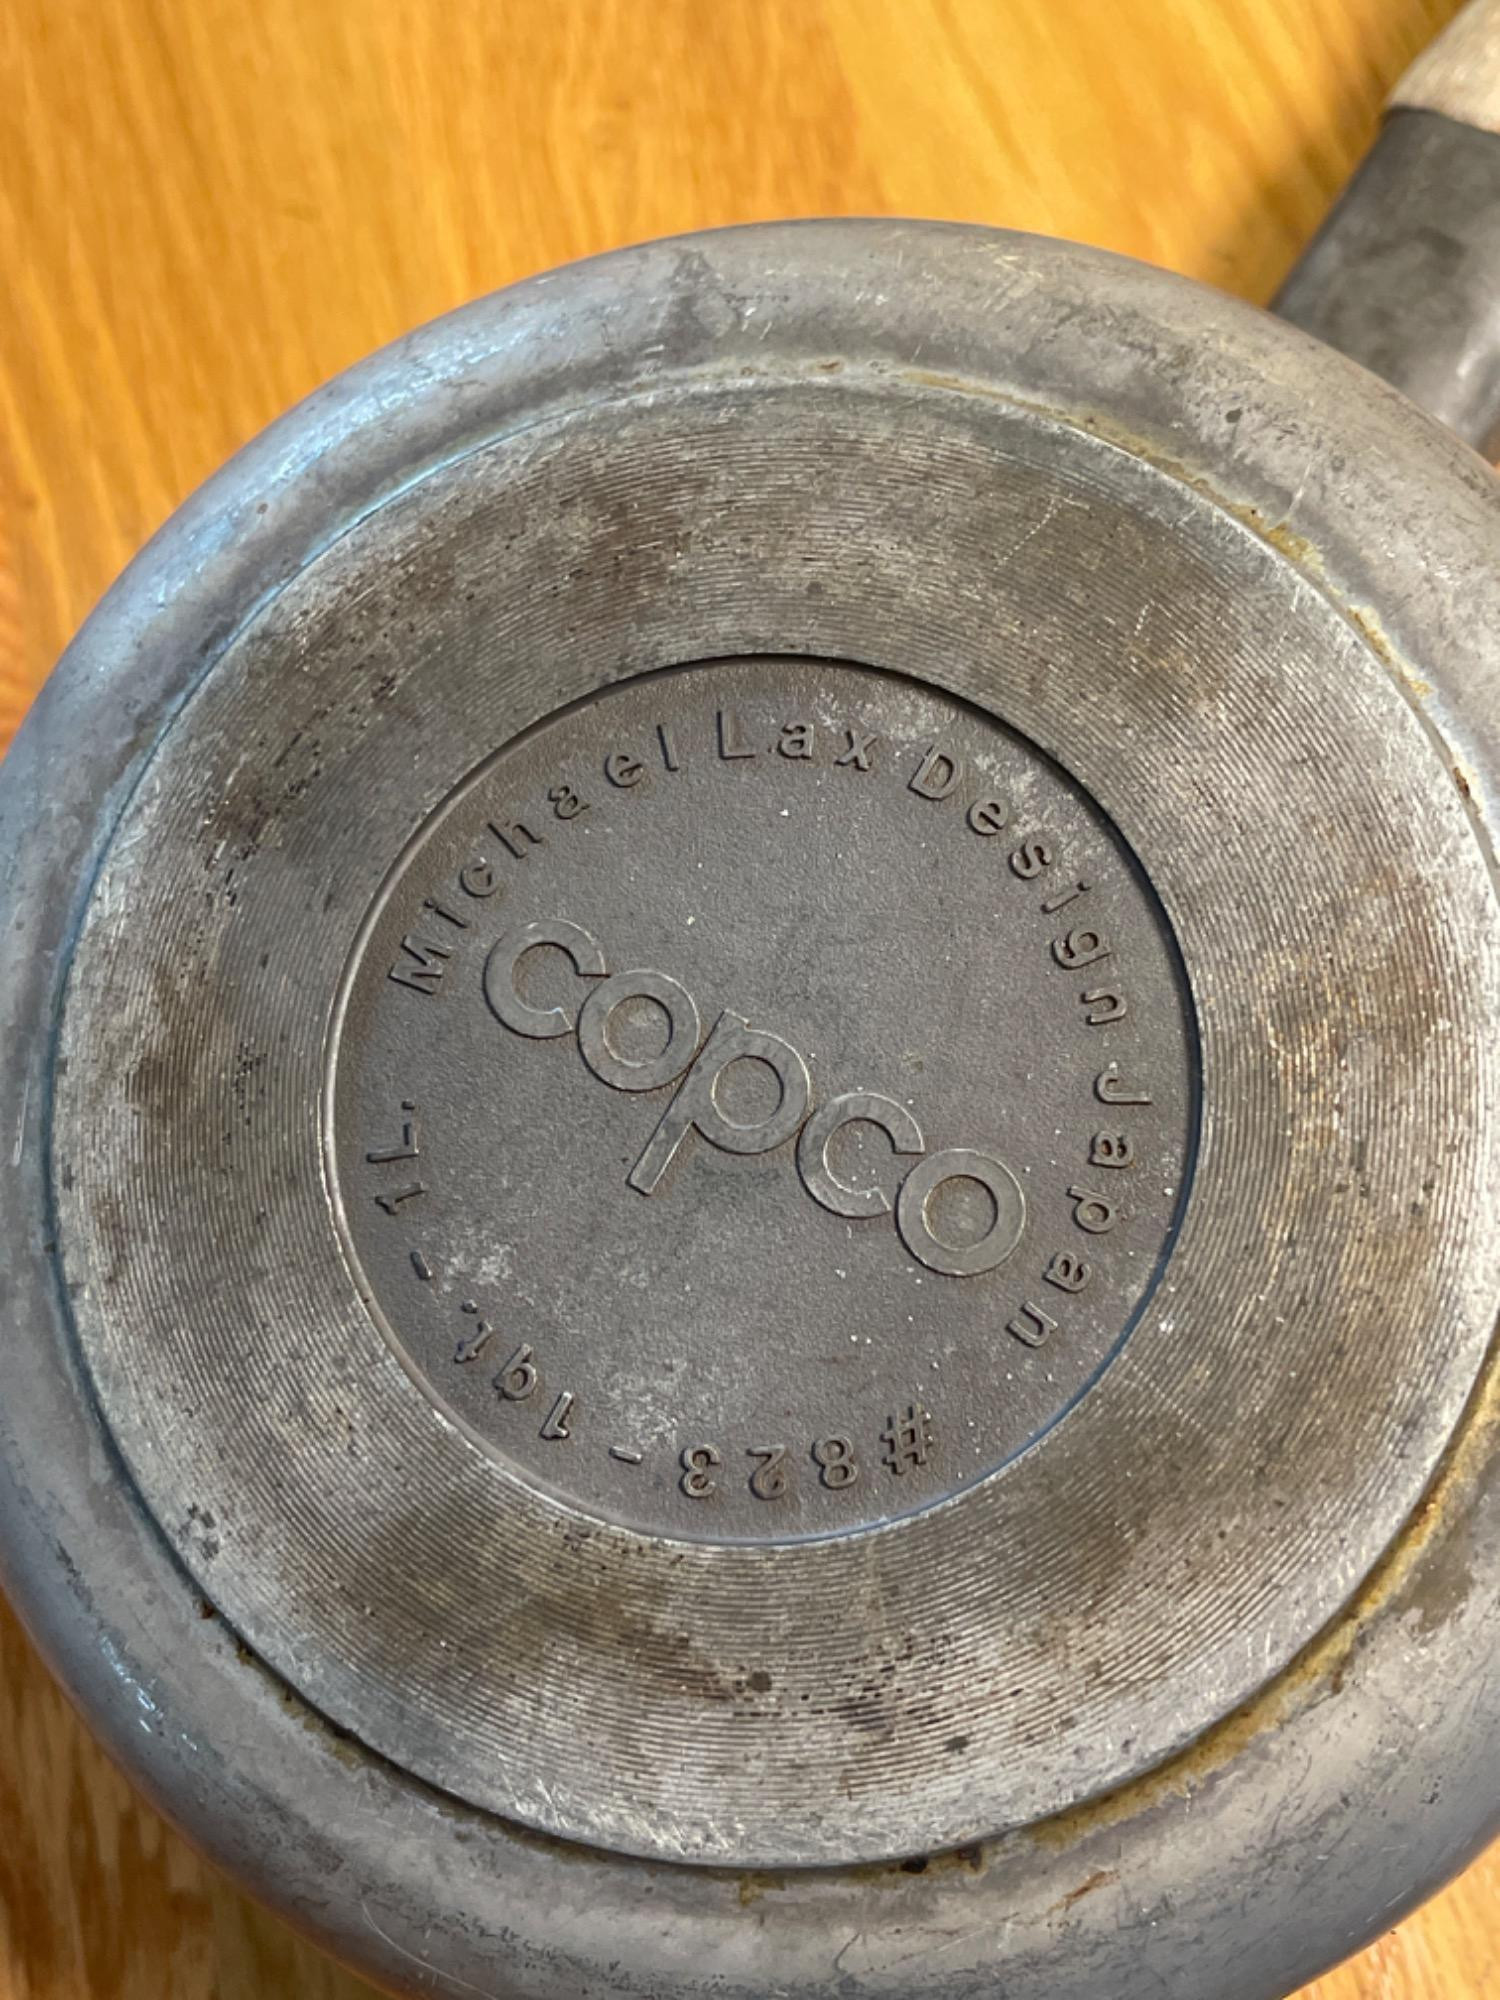 Michael Lax Design Japan
copco
#823-1qt.-1L.